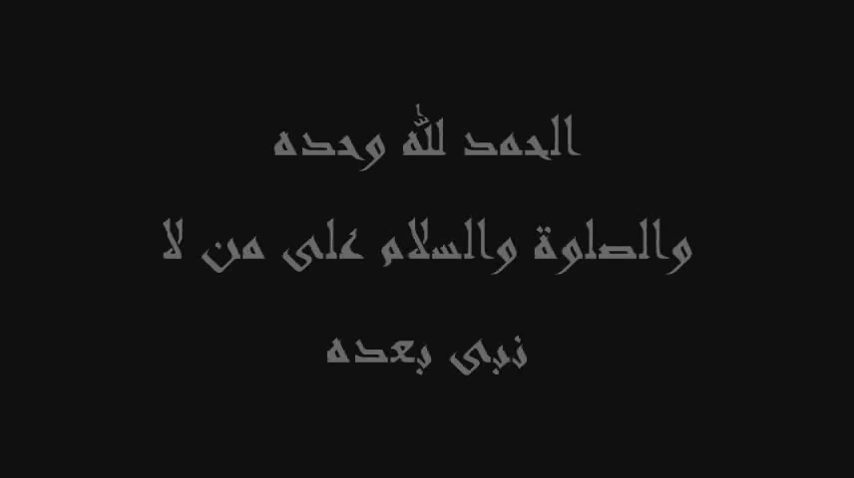 الحمد لله وحده
والصلوة والسلام على من لا
نبى بعده